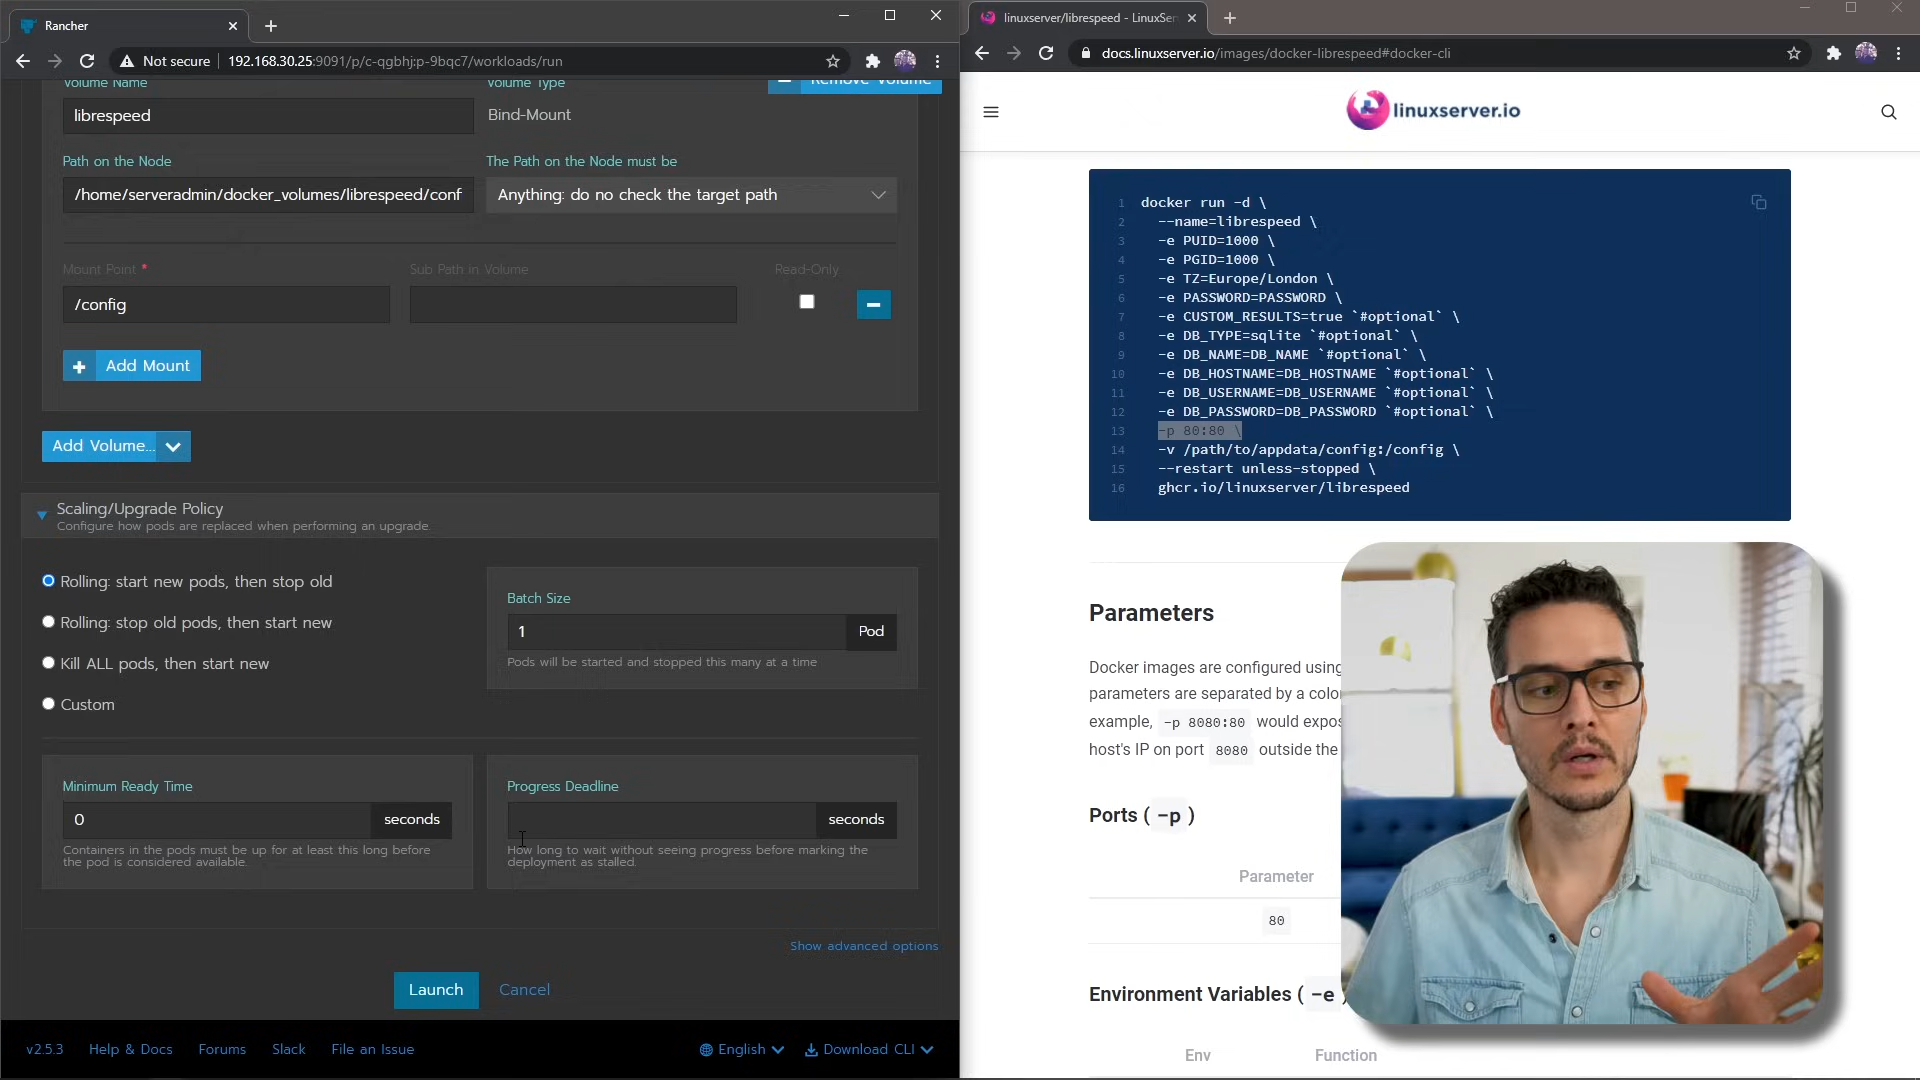 Rancher
Not secure
192.168.30.25:9091/p/c-qgbhj:p-9bqc7/workloads/run
Volume Name
Volume Type
Remove Volume
librespeed
Bind-Mount
Path on the Node
The Path on the Node must be
/home/serveradmin/docker_volumes/librespeed/conf
Anything: do no check the target path
Mount Point *
Sub Path in Volume
Read-Only
/config
Add Mount
Add Volume...
Scaling/Upgrade Policy
Configure how pods are replaced when performing an upgrade.
Rolling: start new pods, then stop old
Rolling: stop old pods, then start new
Kill ALL pods, then start new
Custom
Batch Size
1
Pod
Pods will be started and stopped this many at a time
Minimum Ready Time
0
seconds
Containers in the pods must be up for at least this long before
the pod is considered available.
Progress Deadline
seconds
How long to wait without seeing progress before marking the
deployment as stalled.
Show advanced options
Launch
Cancel
v2.5.3
Help & Docs
Forums
Slack
File an Issue
English
Download CLI
linuxserver/librespeed - LinuxSer
docs.linuxserver.io/images/docker-librespeed#docker-cli
linuxserver.io
1 docker run -d \
2 --name=librespeed \
3 -e PUID=1000 \
4 -e PGID=1000 \
5 -e TZ=Europe/London \
6 -e PASSWORD=PASSWORD \
7 -e CUSTOM_RESULTS=true `#optional` \
8 -e DB_TYPE=sqlite `#optional` \
9 -e DB_NAME=DB_NAME `#optional` \
10 -e DB_HOSTNAME=DB_HOSTNAME `#optional` \
11 -e DB_USERNAME=DB_USERNAME `#optional` \
12 -e DB_PASSWORD=DB_PASSWORD `#optional` \
13 -p 80:80 \
14 -v /path/to/appdata/config:/config \
15 --restart unless-stopped \
16 ghcr.io/linuxserver/librespeed
Parameters
Docker images are configured using
parameters are separated by a colo
example, -p 8080:80 would expos
host's IP on port 8080 outside the
Ports ( -p )
Parameter
80
Environment Variables ( -e
Env
Function